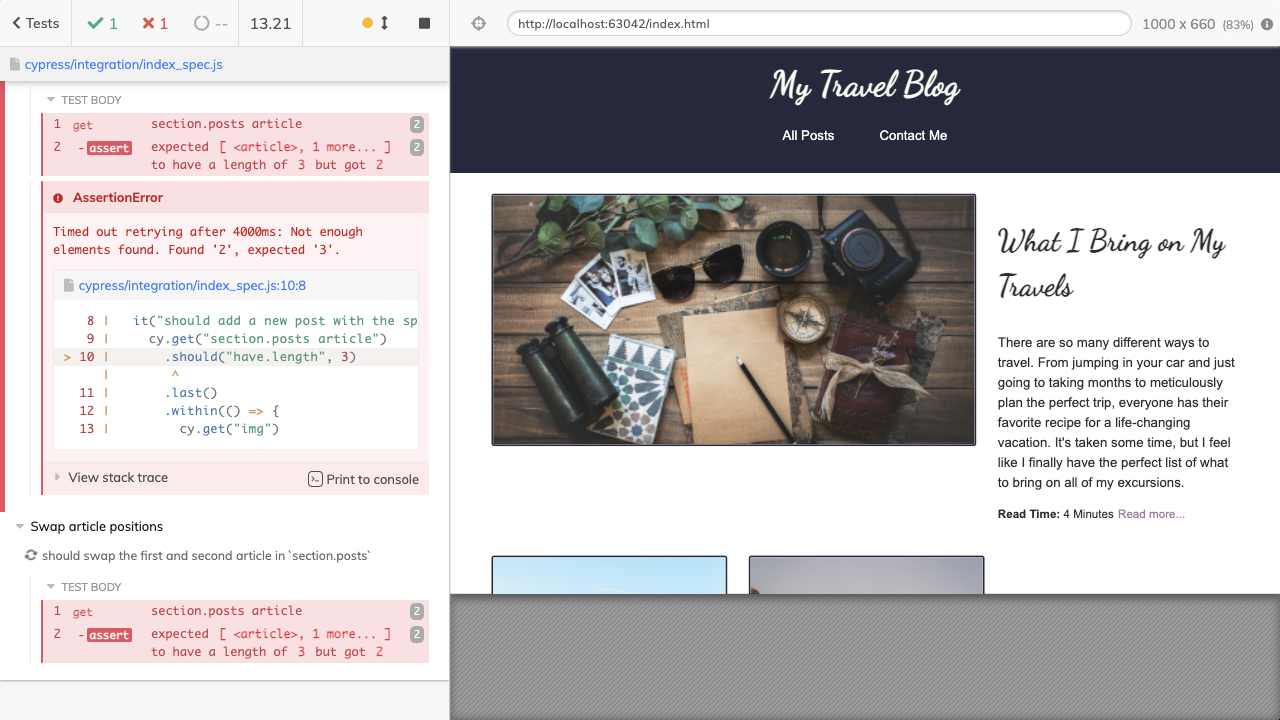 Tests
1
1
--
13.21
http://localhost:63042/index.html
1000 x 660 (83%)
cypress/integration/index_spec.js
TEST BODY
1 get section.posts article 2
2 -assert expected [ <article>, 1 more... ] 2
to have a length of 3 but got 2
AssertionError
Timed out retrying after 4000ms: Not enough
elements found. Found '2', expected '3'.
cypress/integration/index_spec.js:10:8
8 | it("should add a new post with the sp
9 | cy.get("section.posts article")
> 10 | .should("have.length", 3)
| ^
11 | .last()
12 | .within(() => {
13 | cy.get("img")
View stack trace
Print to console
Swap article positions
should swap the first and second article in `section.posts`
TEST BODY
1 get section.posts article 2
2 -assert expected [ <article>, 1 more... ] 2
to have a length of 3 but got 2
My Travel Blog
All Posts
Contact Me
What I Bring on My
Travels
There are so many different ways to
travel. From jumping in your car and just
going to taking months to meticulously
plan the perfect trip, everyone has their
favorite recipe for a life-changing
vacation. It's taken some time, but I feel
like I finally have the perfect list of what
to bring on all of my excursions.
Read Time: 4 Minutes Read more...